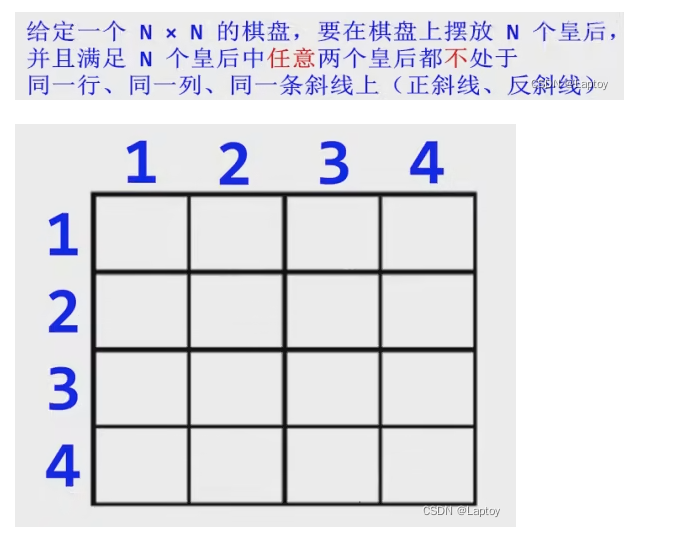 给定一个 N × N 的棋盘，要在棋盘上摆放 N 个皇后，
并且满足 N 个皇后中任意两个皇后都不处于
同一行、同一列、同一条斜线上（正斜线、反斜线）
CSDN @Laptoy
1 2 3 4
1
2
3
4
CSDN @Laptoy